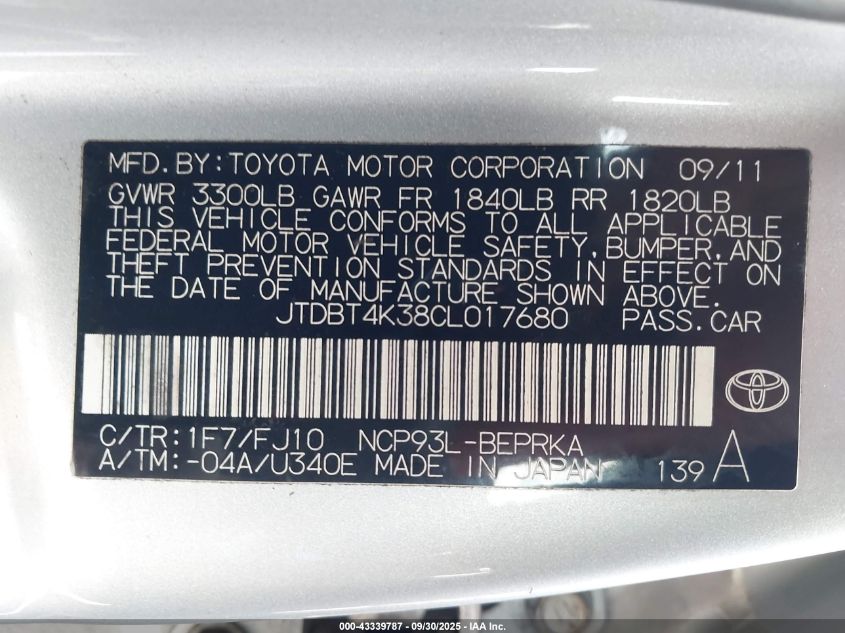 MFD.BY:TOYOTA MOTOR CORPORATION 09/11
GVWR 3300LB GAWR FR 1840LB RR 1820LB
THIS VEHICLE CONFORMS TO ALL APPLICABLE
FEDERAL MOTOR VEHICLE SAFETY,BUMPER,AND
THEFT PREVENTION STANDARDS IN EFFECT ON
THE DATE OF MANUFACTURE SHOWN ABOVE.
JTDBT4K38CL017680 PASS.CAR
C/TR:1F7/FJ10 NCP93L-BEPRKA
A/TM:-04A/U340E MADE IN JAPAN 139 A
000-43339787 - 09/30/2025 - IAA Inc.